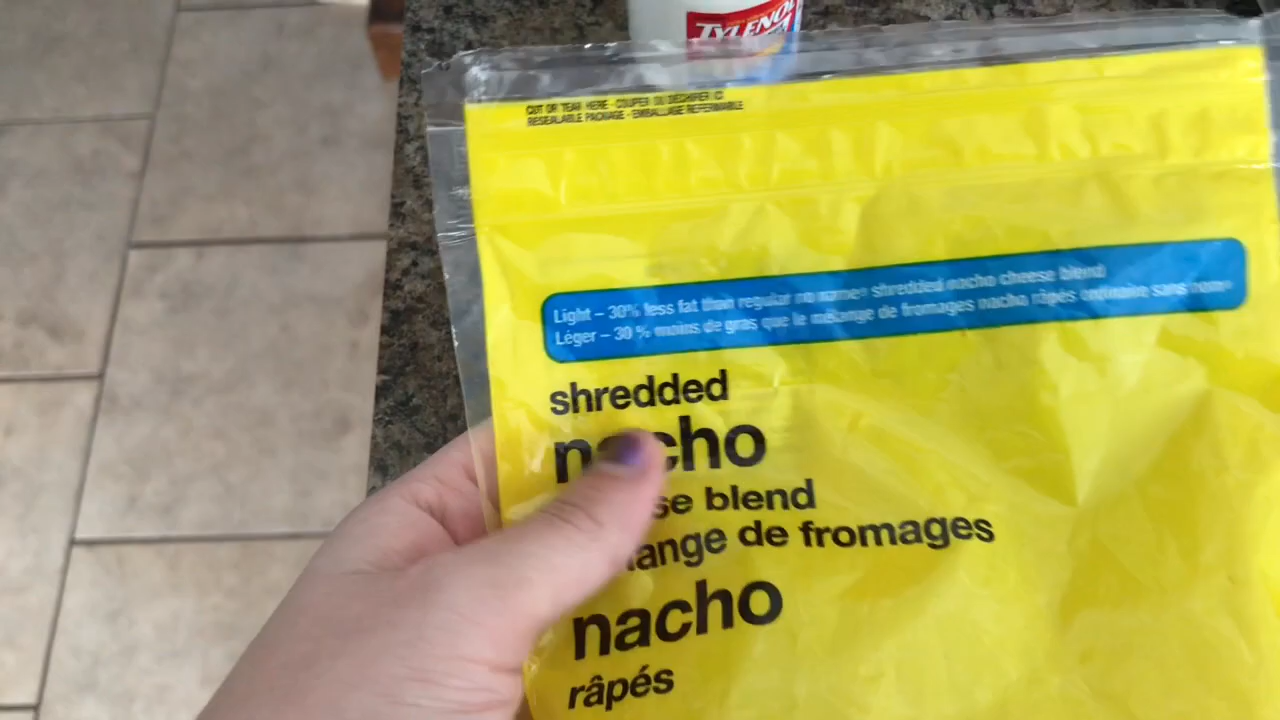 TYLENOL
CUT OR TEAR HERE · COUPER OU DÉCHIRER ICI
RESEALABLE PACKAGE · EMBALLAGE REFERMABLE
Light – 30% less fat than regular no name® shredded nacho cheese blend
Léger – 30 % moins de gras que le mélange de fromages nacho râpés ordinaire sans nom®
shredded
nacho
se blend
lange de fromages
nacho
râpés